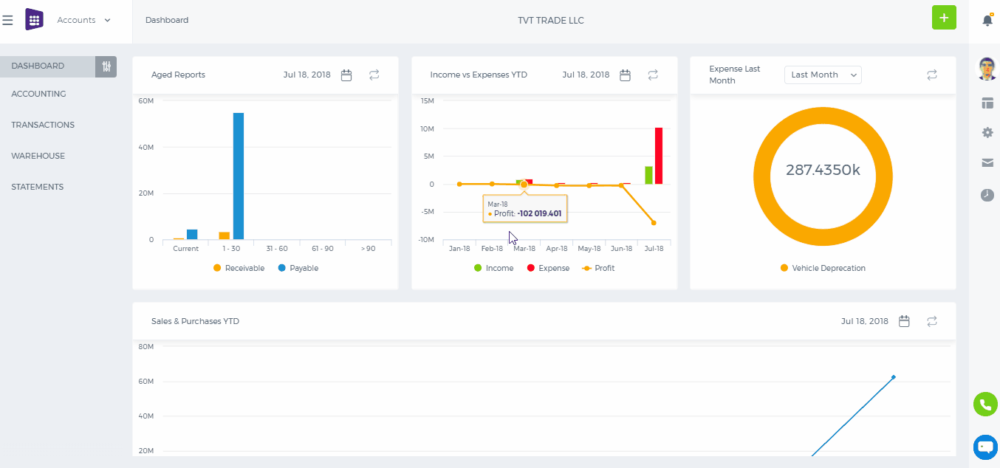 Accounts
Dashboard
TVT TRADE LLC
DASHBOARD
ACCOUNTING
TRANSACTIONS
WAREHOUSE
STATEMENTS
Aged Reports
Jul 18, 2018
60M
40M
20M
0
Current
1 - 30
31 - 60
61 - 90
> 90
Receivable
Payable
Income vs Expenses YTD
Jul 18, 2018
15M
10M
5M
0
-5M
-10M
Mar-18
Profit: -102 019.401
Jan-18
Feb-18
Mar-18
Apr-18
May-18
Jun-18
Jul-18
Income
Expense
Profit
Expense Last
Month
Last Month
287.4350k
Vehicle Deprecation
Sales & Purchases YTD
Jul 18, 2018
80M
60M
40M
20M